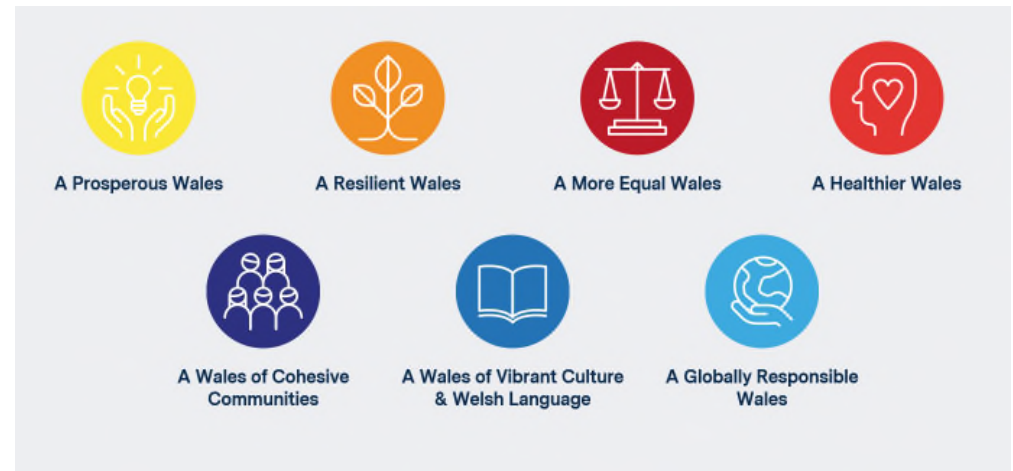 A Prosperous Wales
A Resilient Wales
A More Equal Wales
A Healthier Wales
A Wales of Cohesive
Communities
A Wales of Vibrant Culture
& Welsh Language
A Globally Responsible
Wales